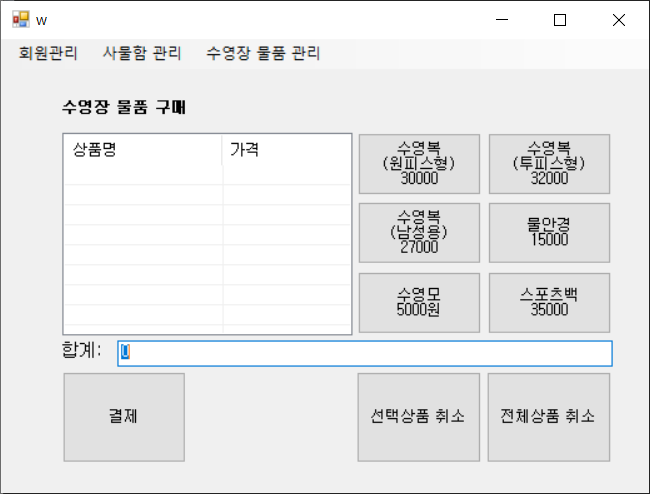 w
회원관리 사물함 관리 수영장 물품 관리
수영장 물품 구매
상품명 가격
수영복
(원피스형)
30000
수영복
(투피스형)
32000
수영복
(남성용)
27000
물안경
15000
수영모
5000원
스포츠백
35000
합계: 0
결제 선택상품 취소 전체상품 취소